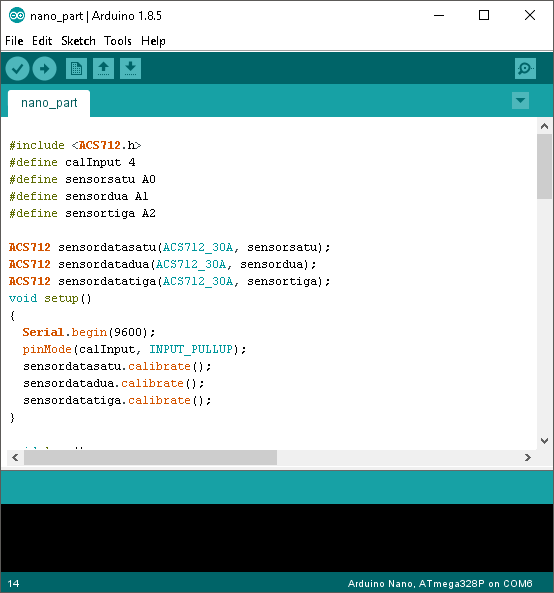 nano_part | Arduino 1.8.5
File Edit Sketch Tools Help
nano_part
#include <ACS712.h>
#define calInput 4
#define sensorsatu A0
#define sensordua A1
#define sensortiga A2
ACS712 sensordatasatu(ACS712_30A, sensorsatu);
ACS712 sensordatadua(ACS712_30A, sensordua);
ACS712 sensordatatiga(ACS712_30A, sensortiga);
void setup()
{
  Serial.begin(9600);
  pinMode(calInput, INPUT_PULLUP);
  sensordatasatu.calibrate();
  sensordatadua.calibrate();
  sensordatatiga.calibrate();
}
14
Arduino Nano, ATmega328P on COM6